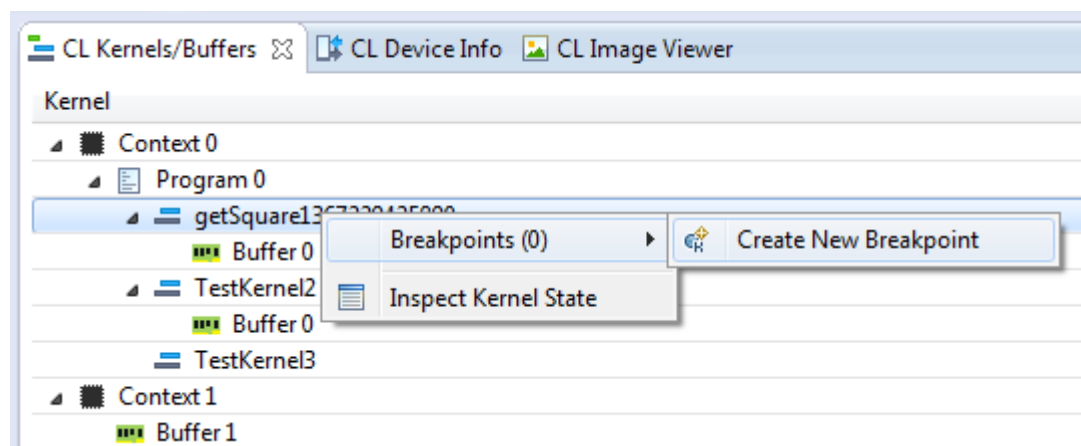 CL Kernels/Buffers CL Device Info CL Image Viewer
Kernel
Context 0
Program 0
Breakpoints (0) Create New Breakpoint
Buffer 0
TestKernel2
Inspect Kernel State
Buffer 0
TestKernel3
Context 1
Buffer 1